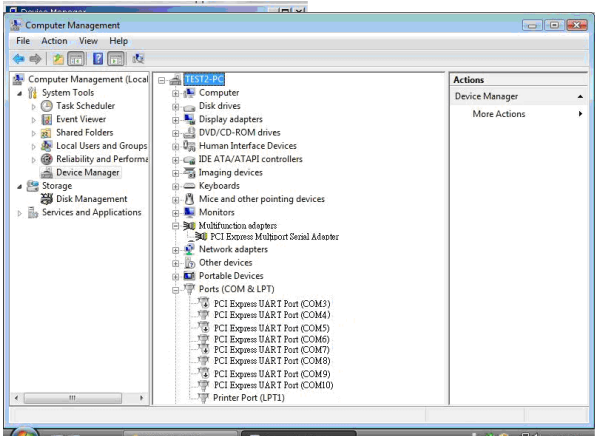 Device Manager
Computer Management
File Action View Help
Computer Management (Local
System Tools
Task Scheduler
Event Viewer
Shared Folders
Local Users and Groups
Reliability and Performa
Device Manager
Storage
Disk Management
Services and Applications
TEST2-PC
Computer
Disk drives
Display adapters
DVD/CD-ROM drives
Human Interface Devices
IDE ATA/ATAPI controllers
Imaging devices
Keyboards
Mice and other pointing devices
Monitors
Multifunction adapters
PCI Express Multiport Serial Adapter
Network adapters
Other devices
Portable Devices
Ports (COM & LPT)
PCI Express UART Port (COM3)
PCI Express UART Port (COM4)
PCI Express UART Port (COM5)
PCI Express UART Port (COM6)
PCI Express UART Port (COM7)
PCI Express UART Port (COM8)
PCI Express UART Port (COM9)
PCI Express UART Port (COM10)
Printer Port (LPT1)
Actions
Device Manager
More Actions